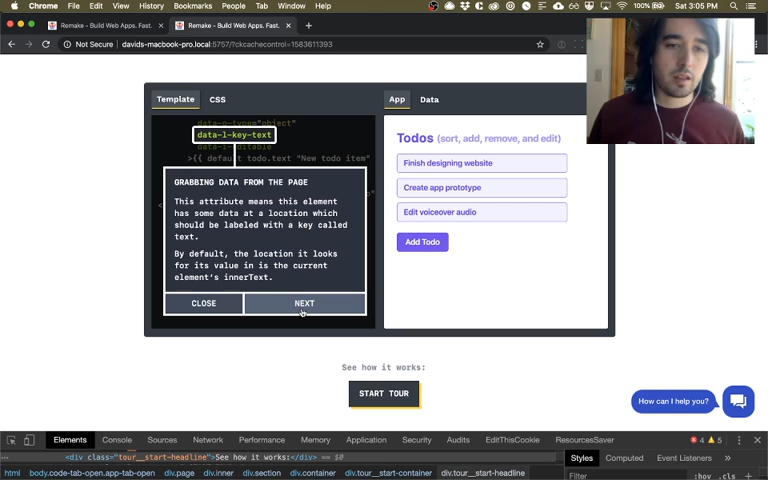 Chrome File Edit View History Bookmarks People Tab Window Help
100% Sat 3:05 PM
Remake - Build Web Apps. Fast.
Remake - Build Web Apps. Fast.
Not Secure davids-macbook-pro.local:5757/?ckcachecontrol=1583611393
Template CSS
App Data
data-o-type="object"
data-l-key-text
data-i-editable
>{{ default todo.text "New todo item"
GRABBING DATA FROM THE PAGE
This attribute means this element
has some data at a location which
should be labeled with a key called
text.
By default, the location it looks
for its value in is the current
element's innerText.
CLOSE NEXT
Todos (sort, add, remove, and edit)
Finish designing website
Create app prototype
Edit voiceover audio
Add Todo
See how it works:
START TOUR
How can I help you?
Elements Console Sources Network Performance Memory Application Security Audits EditThisCookie ResourcesSaver
4 5
<div class="tour__start-headline">See how it works:</div> == $0
Styles Computed Event Listeners
html body.code-tab-open.app-tab-open div.page div.inner div.section div.container div.tour__start-container div.tour__start-headline
Filter :hov .cls